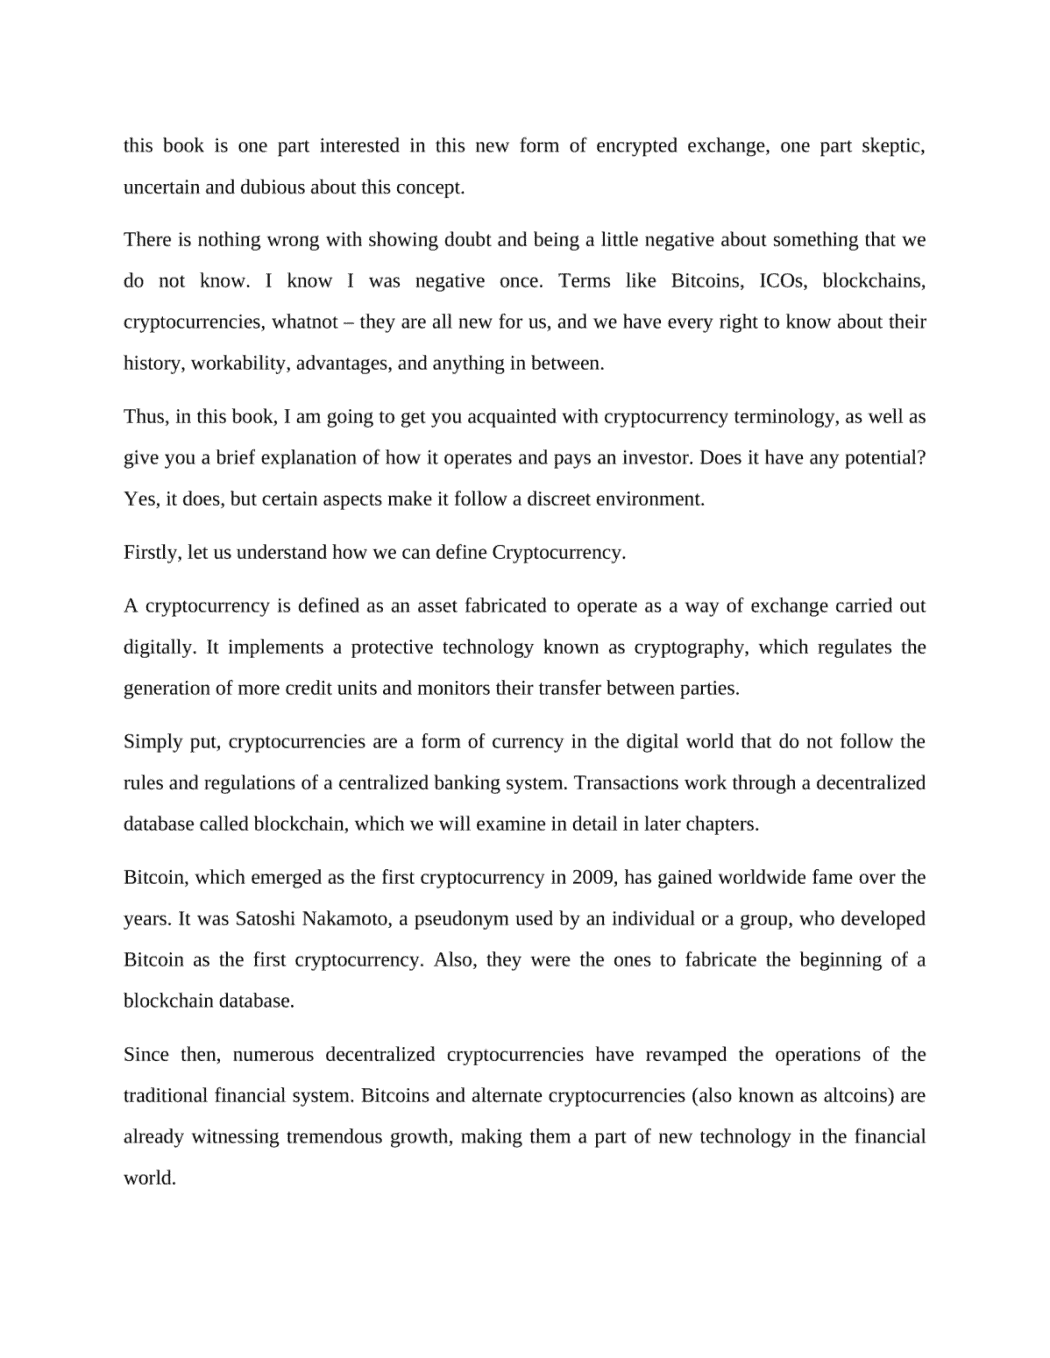 this book is one part interested in this new form of encrypted exchange, one part skeptic,
uncertain and dubious about this concept.
There is nothing wrong with showing doubt and being a little negative about something that we
do not know. I know I was negative once. Terms like Bitcoins, ICOs, blockchains,
cryptocurrencies, whatnot – they are all new for us, and we have every right to know about their
history, workability, advantages, and anything in between.
Thus, in this book, I am going to get you acquainted with cryptocurrency terminology, as well as
give you a brief explanation of how it operates and pays an investor. Does it have any potential?
Yes, it does, but certain aspects make it follow a discreet environment.
Firstly, let us understand how we can define Cryptocurrency.
A cryptocurrency is defined as an asset fabricated to operate as a way of exchange carried out
digitally. It implements a protective technology known as cryptography, which regulates the
generation of more credit units and monitors their transfer between parties.
Simply put, cryptocurrencies are a form of currency in the digital world that do not follow the
rules and regulations of a centralized banking system. Transactions work through a decentralized
database called blockchain, which we will examine in detail in later chapters.
Bitcoin, which emerged as the first cryptocurrency in 2009, has gained worldwide fame over the
years. It was Satoshi Nakamoto, a pseudonym used by an individual or a group, who developed
Bitcoin as the first cryptocurrency. Also, they were the ones to fabricate the beginning of a
blockchain database.
Since then, numerous decentralized cryptocurrencies have revamped the operations of the
traditional financial system. Bitcoins and alternate cryptocurrencies (also known as altcoins) are
already witnessing tremendous growth, making them a part of new technology in the financial
world.